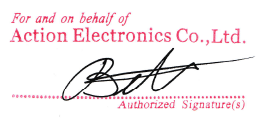 For and on behalf of
Action Electronics Co.,Ltd.
Authorized Signature(s)